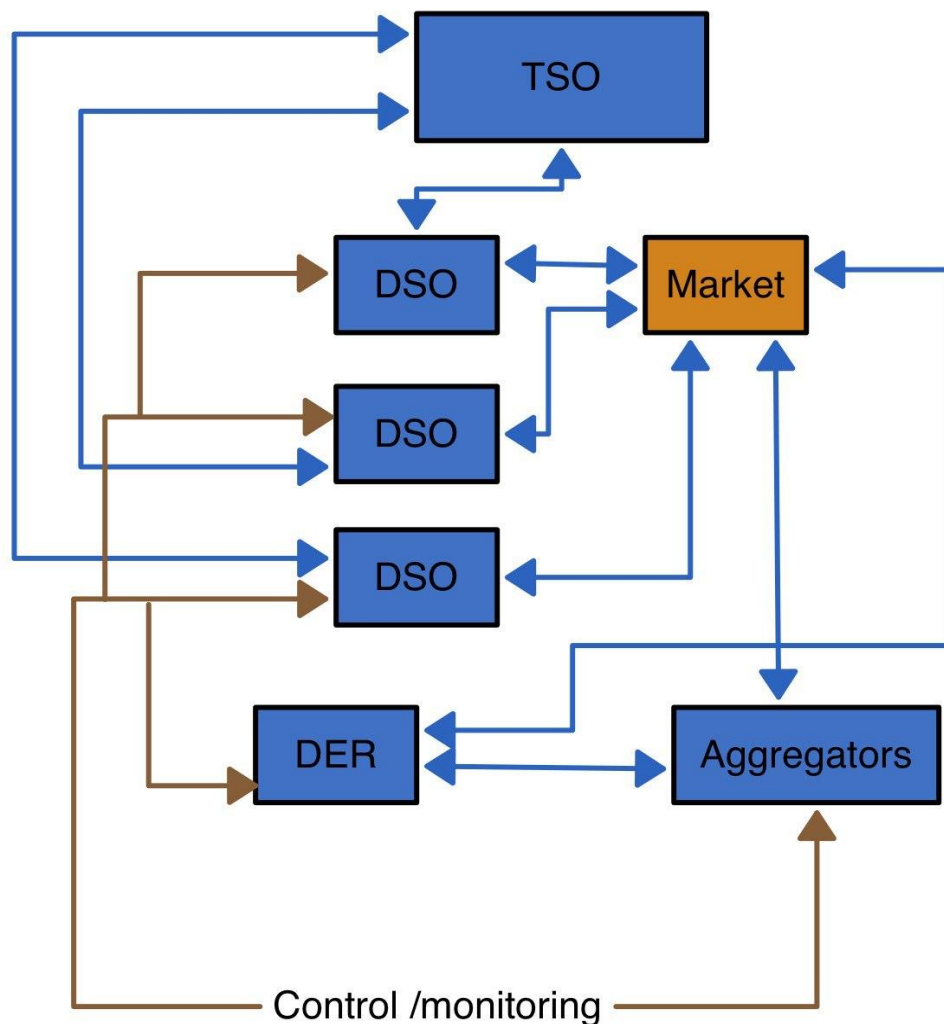 TSO
DSO
Market
DSO
DSO
DER
Aggregators
Control /monitoring